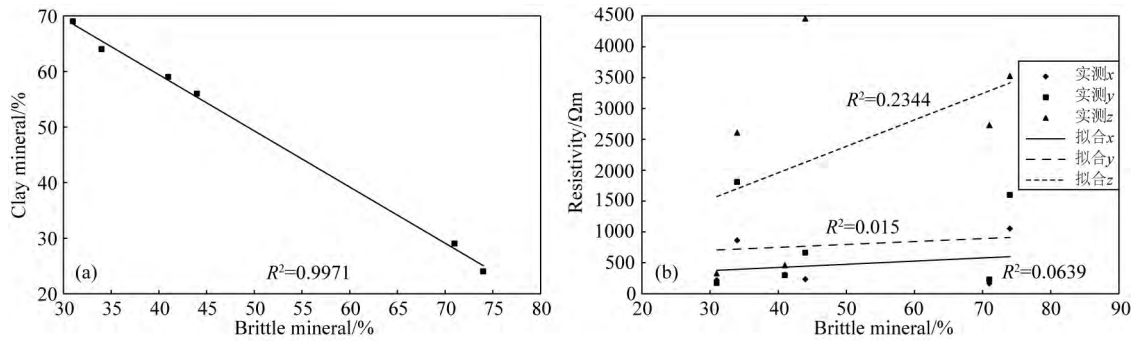 70
60
50
40
30
20
Clay mineral/%
(a)
R²=0.9971
30 35 40 45 50 55 60 65 70 75 80
Brittle mineral/%
4500
4000
3500
3000
2500
2000
1500
1000
500
0
Resistivity/Ωm
实测x
实测y
实测z
拟合x
拟合y
拟合z
R²=0.2344
R²=0.015
(b)
R²=0.0639
20 30 40 50 60 70 80 90
Brittle mineral/%